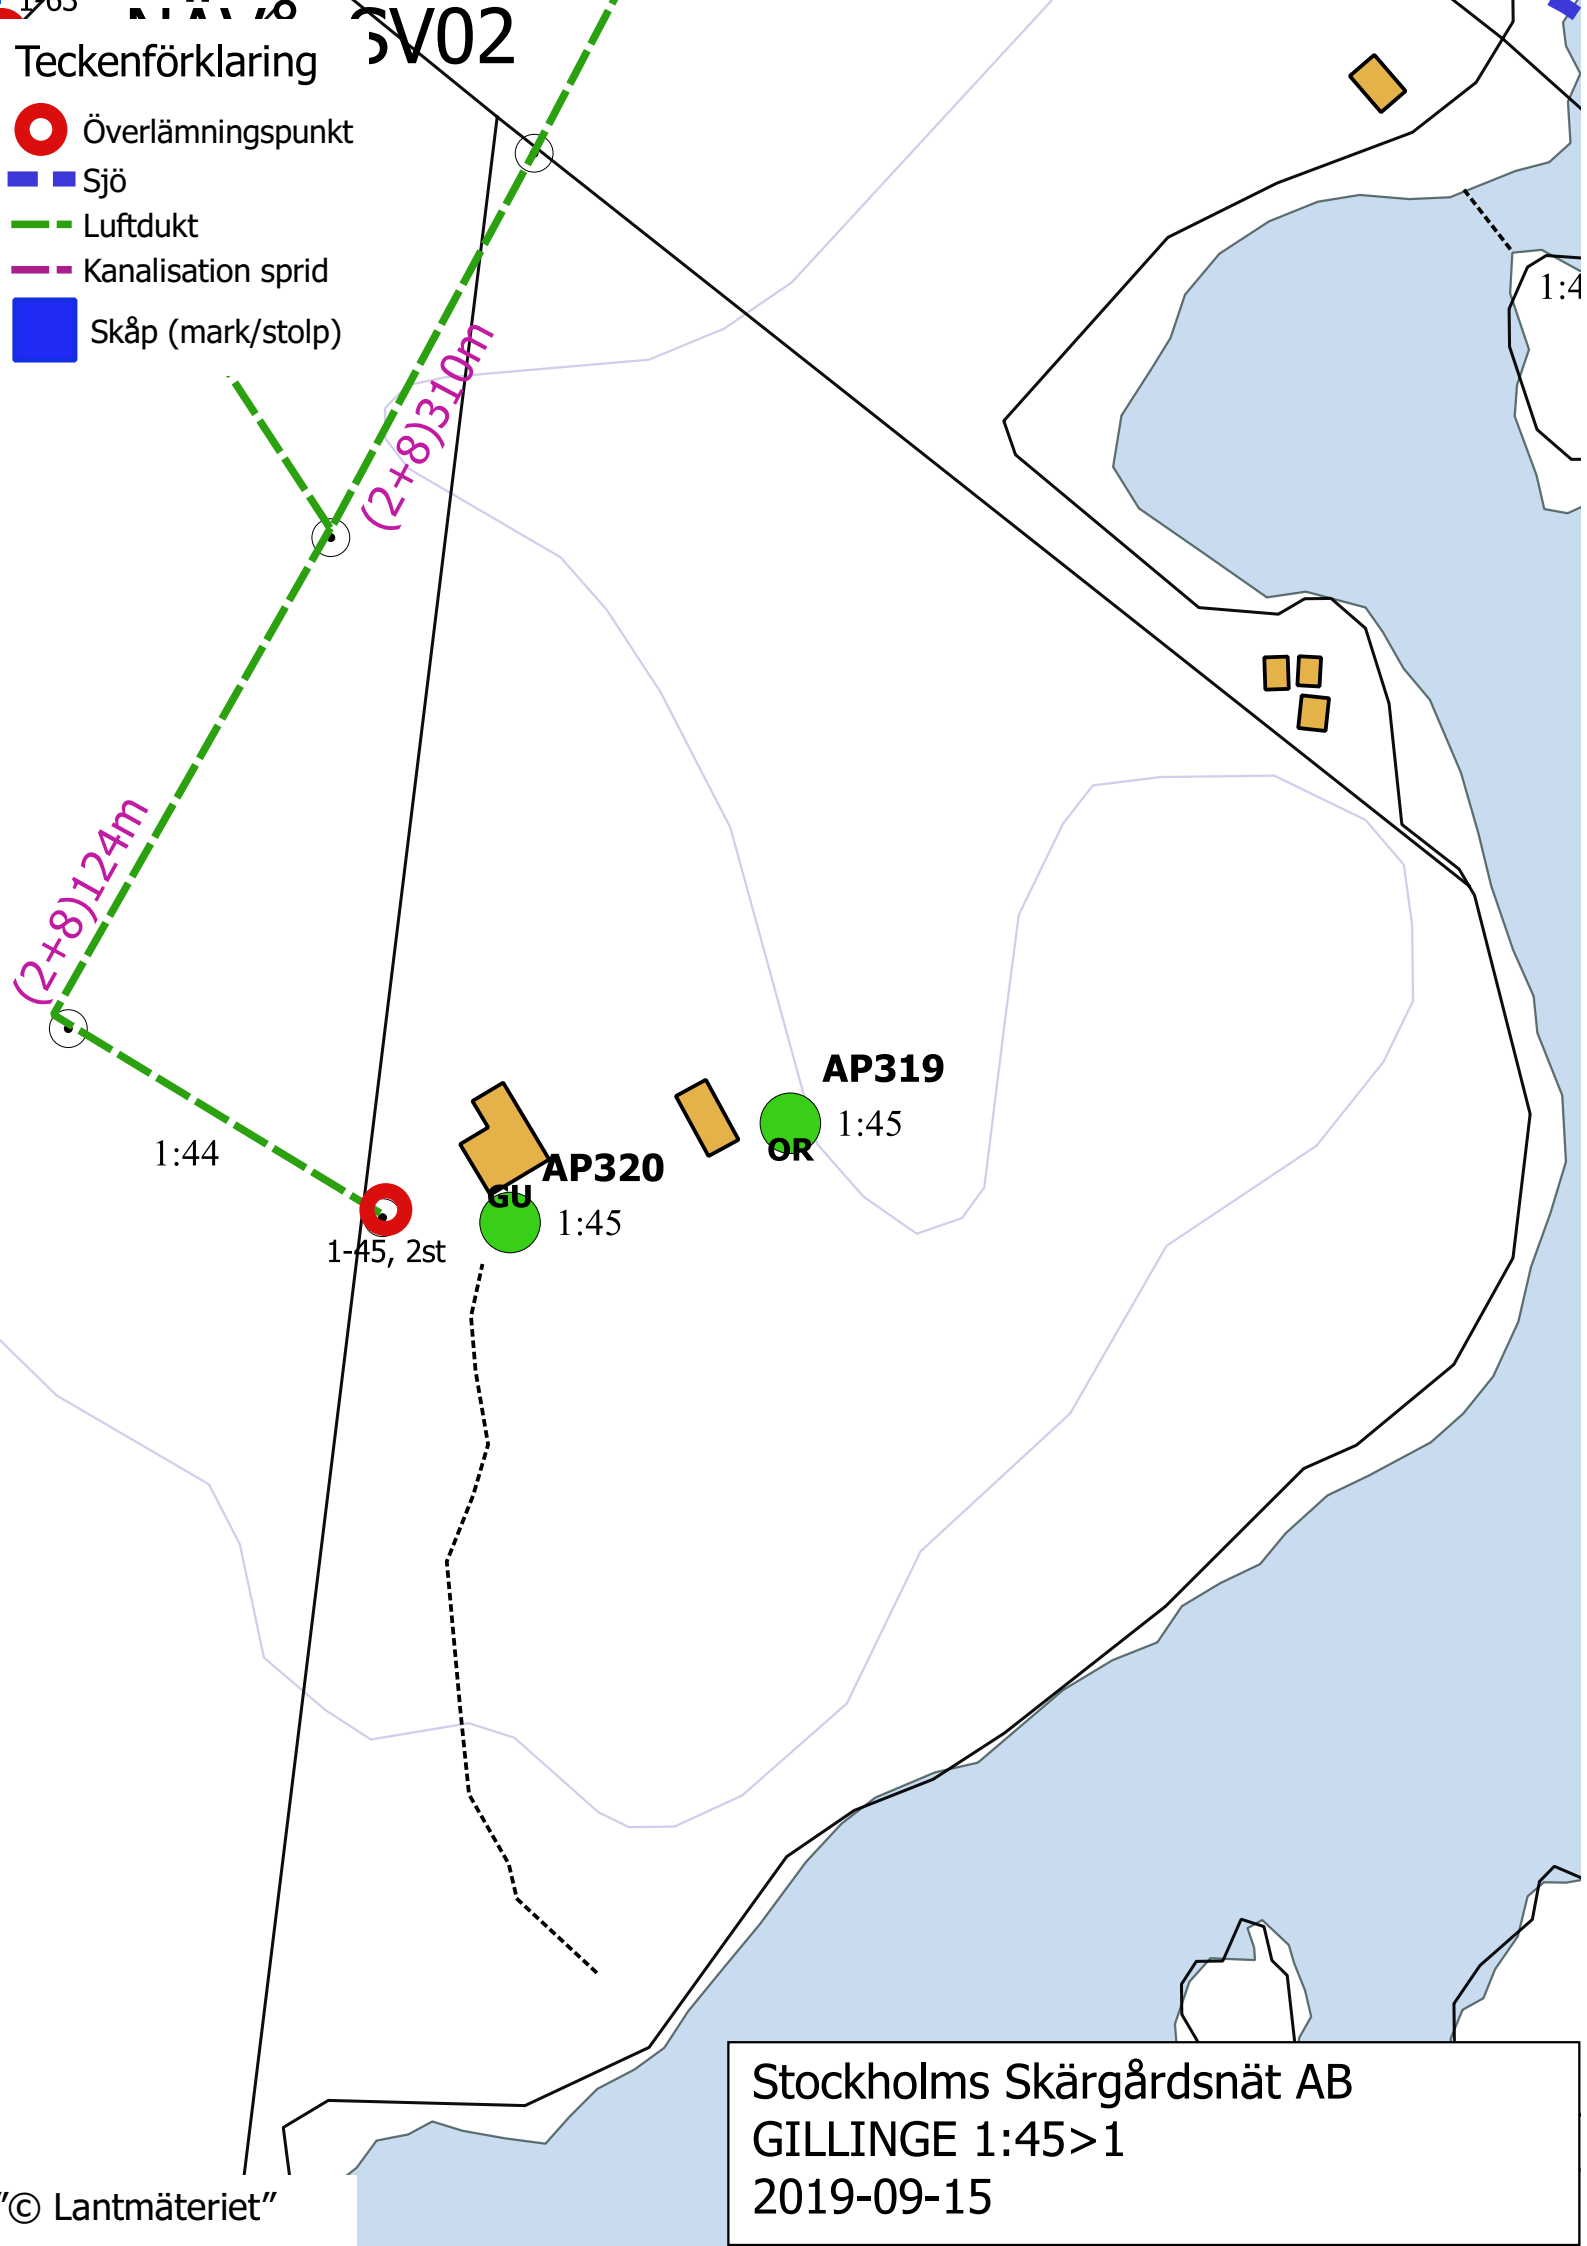 1-63
SV02
Teckenförklaring
Överlämningspunkt
Sjö
Luftdukt
Kanalisation sprid
Skåp (mark/stolp)
(2+8)310m
(2+8)124m
1:44
AP319
1:45
OR
AP320
GU
1:45
1-45, 2st
Stockholms Skärgårdsnät AB
GILLINGE 1:45>1
2019-09-15
"© Lantmäteriet"